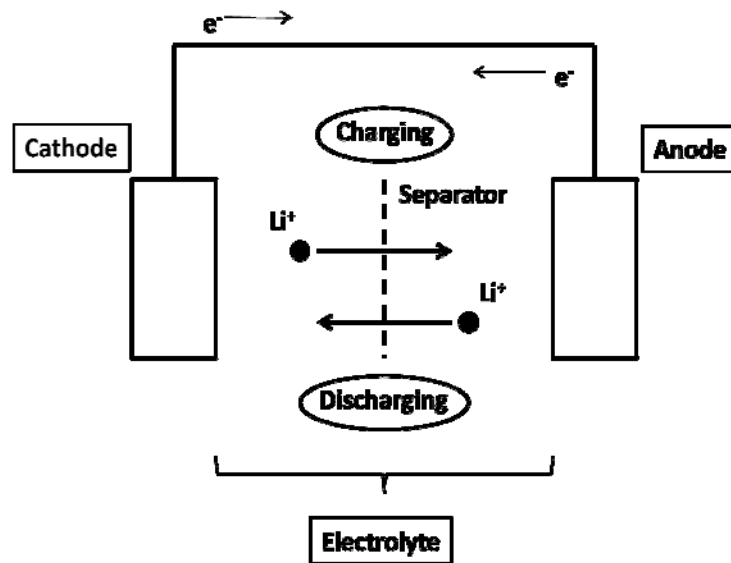 e⁻
e⁻
Charging
Cathode
Anode
Separator
Li⁺
Li⁺
Discharging
Electrolyte